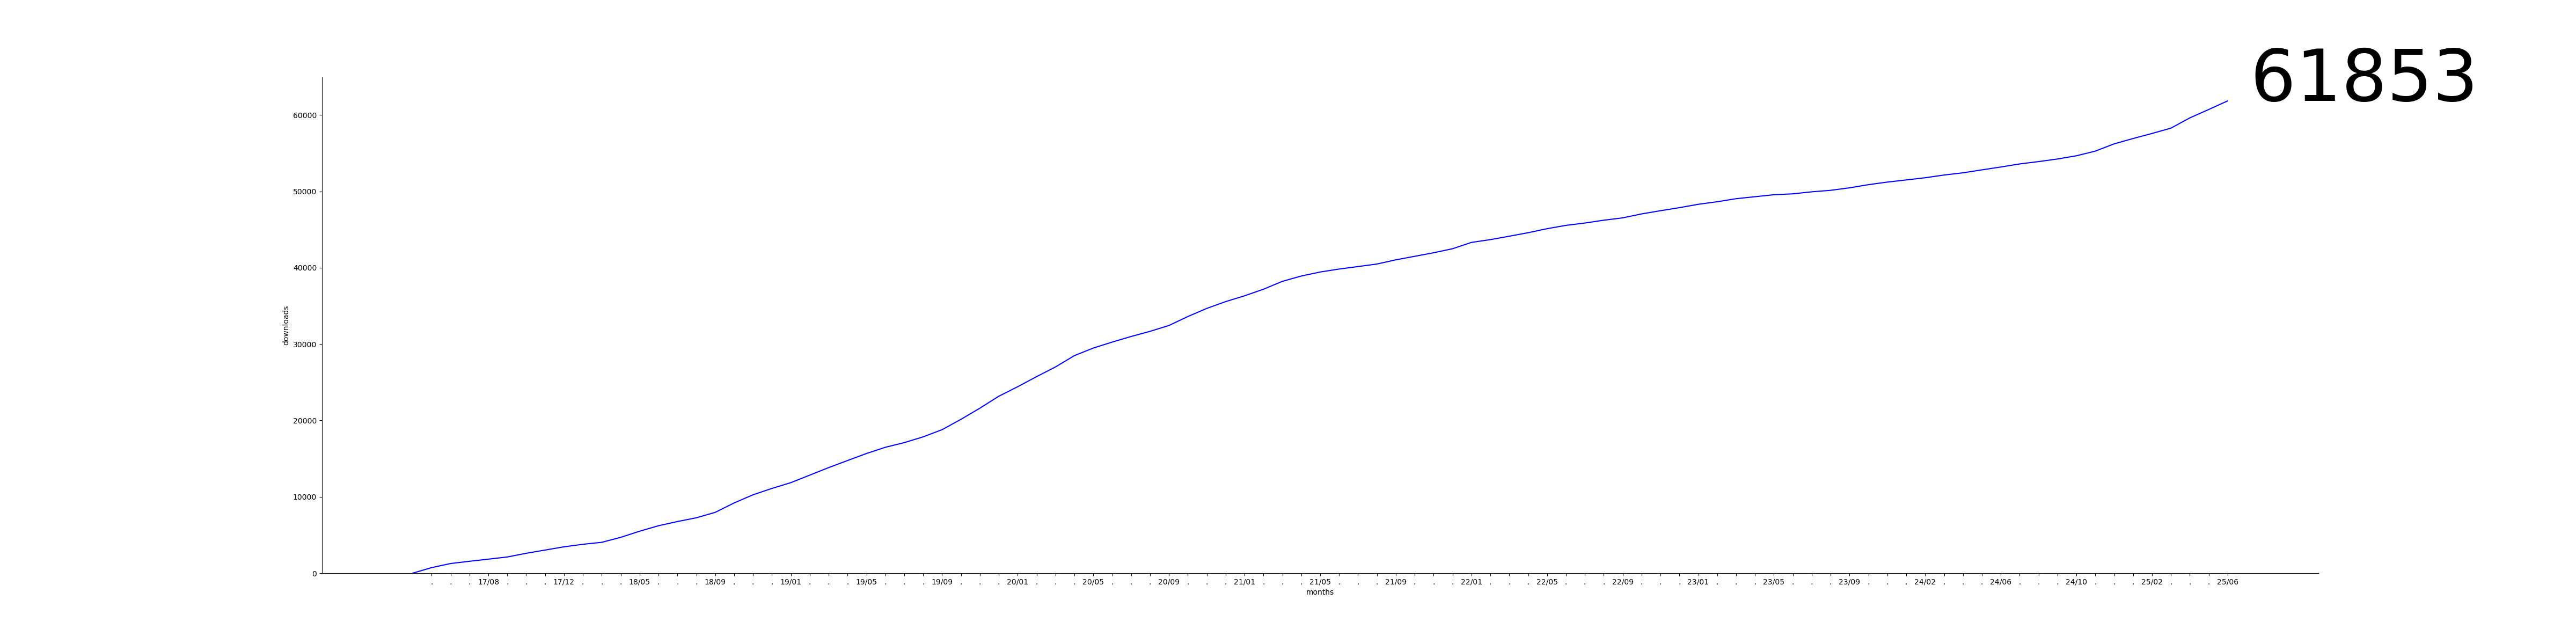 61853
60000
50000
40000
30000
20000
10000
0
downloads
. . . 17/08 . . . 17/12 . . . 18/05 . . . 18/09 . . . 19/01 . . . 19/05 . . . 19/09 . . . 20/01 . . . 20/05 . . . 20/09 . . . 21/01 . . . 21/05 . . . 21/09 . . . 22/01 . . . 22/05 . . . 22/09 . . . 23/01 . . . 23/05 . . . 23/09 . . . 24/02 . . . 24/06 . . . 24/10 . . . 25/02 . . . 25/06
months